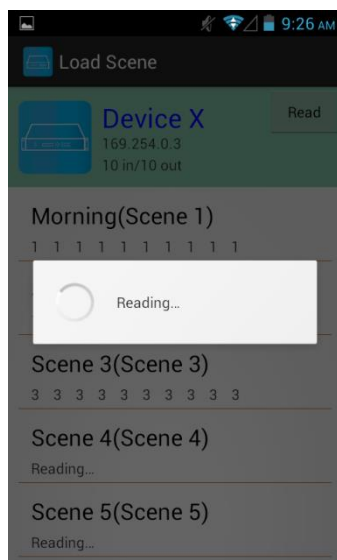 9:26 AM
Load Scene
Device X
Read
169.254.0.3
10 in/10 out
Morning(Scene 1)
1 1 1 1 1 1 1 1 1 1
Reading...
Scene 3(Scene 3)
3 3 3 3 3 3 3 3 3 3
Scene 4(Scene 4)
Reading...
Scene 5(Scene 5)
Reading...